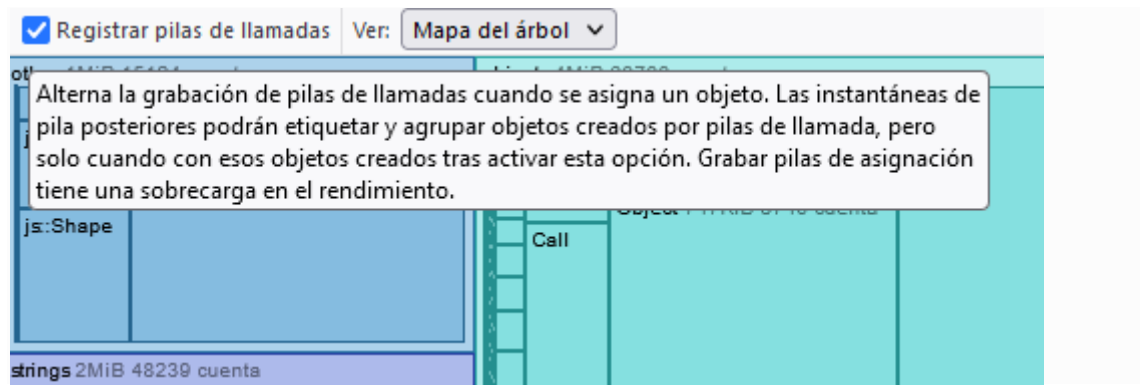 Registrar pilas de llamadas Ver: Mapa del árbol
Alterna la grabación de pilas de llamadas cuando se asigna un objeto. Las instantáneas de
pila posteriores podrán etiquetar y agrupar objetos creados por pilas de llamada, pero
solo cuando con esos objetos creados tras activar esta opción. Grabar pilas de asignación
tiene una sobrecarga en el rendimiento.
js::Shape
Call
strings 2MiB 48239 cuenta